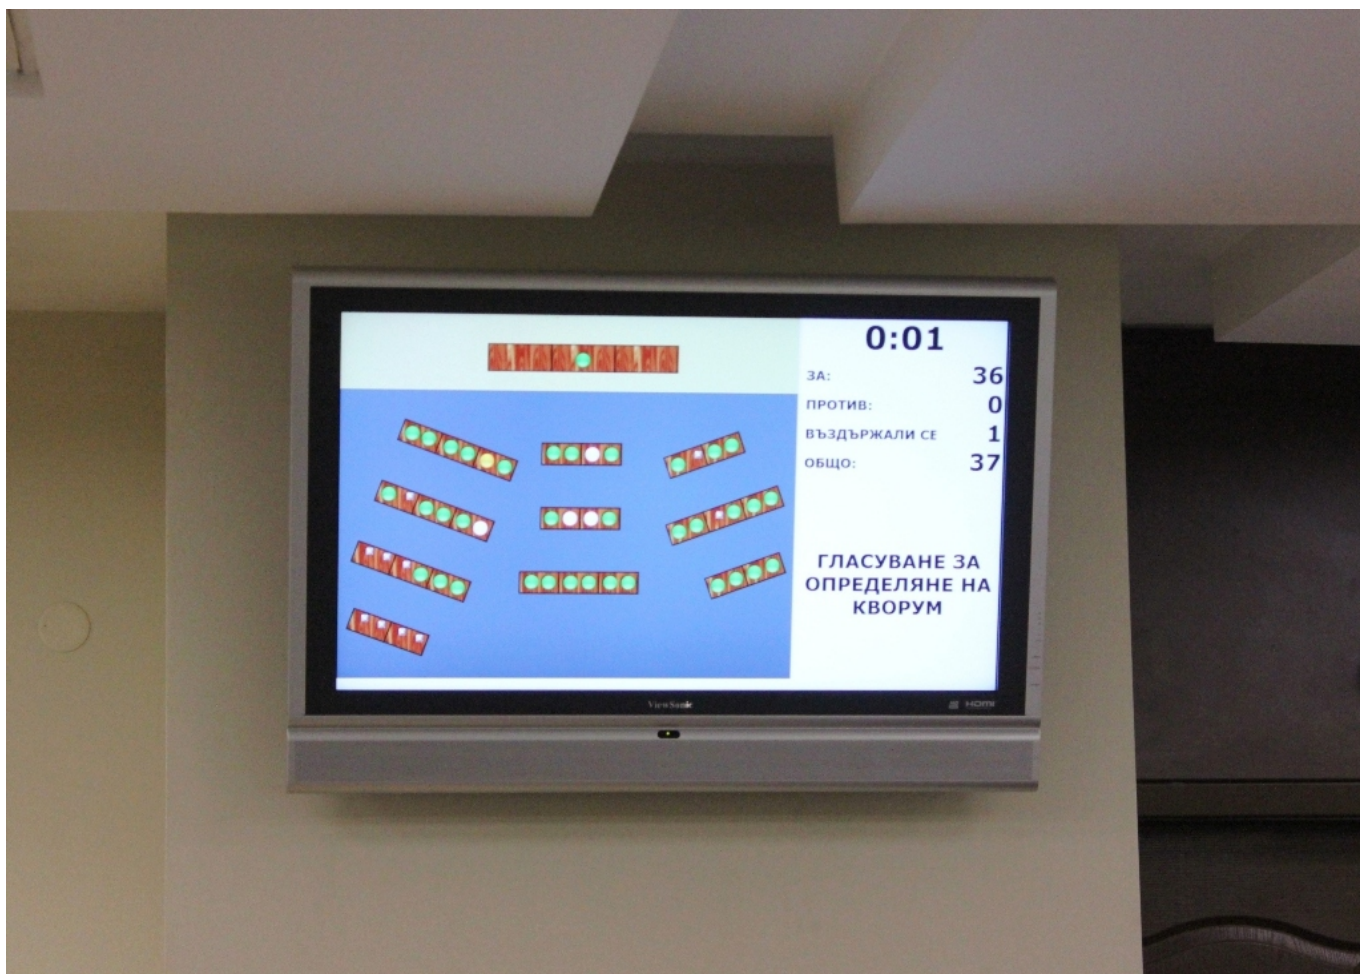 0:01
ЗА: 36
ПРОТИВ: 0
ВЪЗДЪРЖАЛИ СЕ 1
ОБЩО: 37
ГЛАСУВАНЕ ЗА
ОПРЕДЕЛЯНЕ НА
КВОРУМ
ViewSonic
HDMI